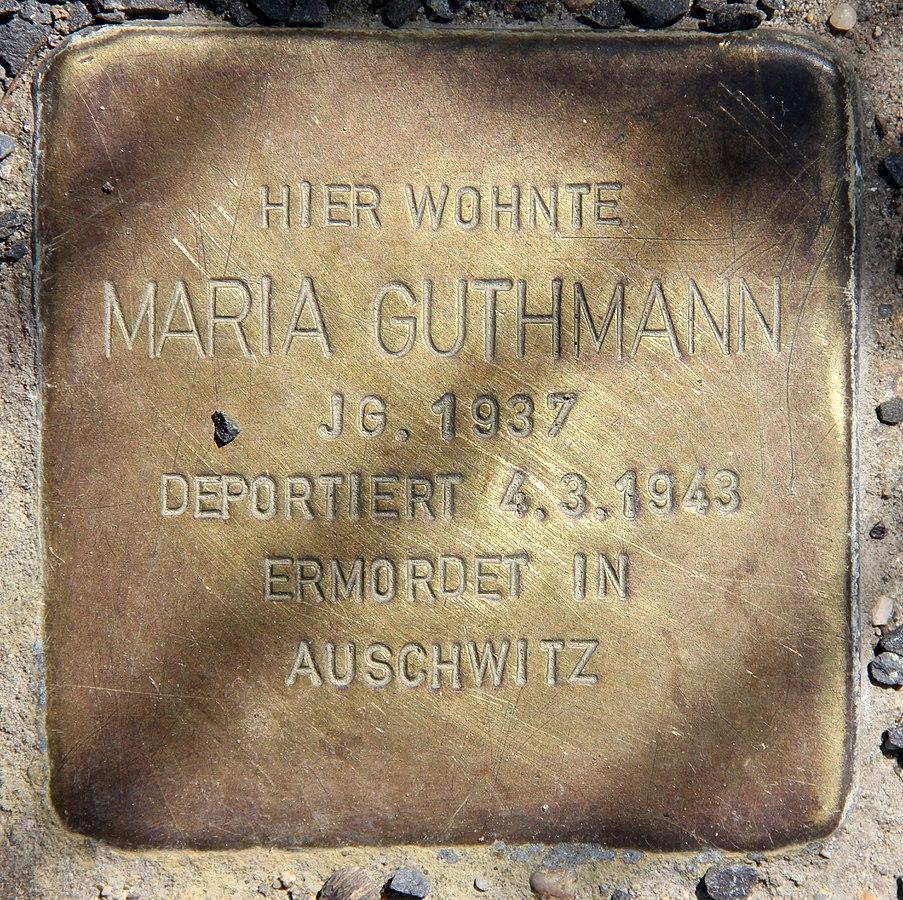 HIER WOHNTE
MARIA GUTHMANN
JG. 1937
DEPORTIERT 4.3.1943
ERMORDET IN
AUSCHWITZ